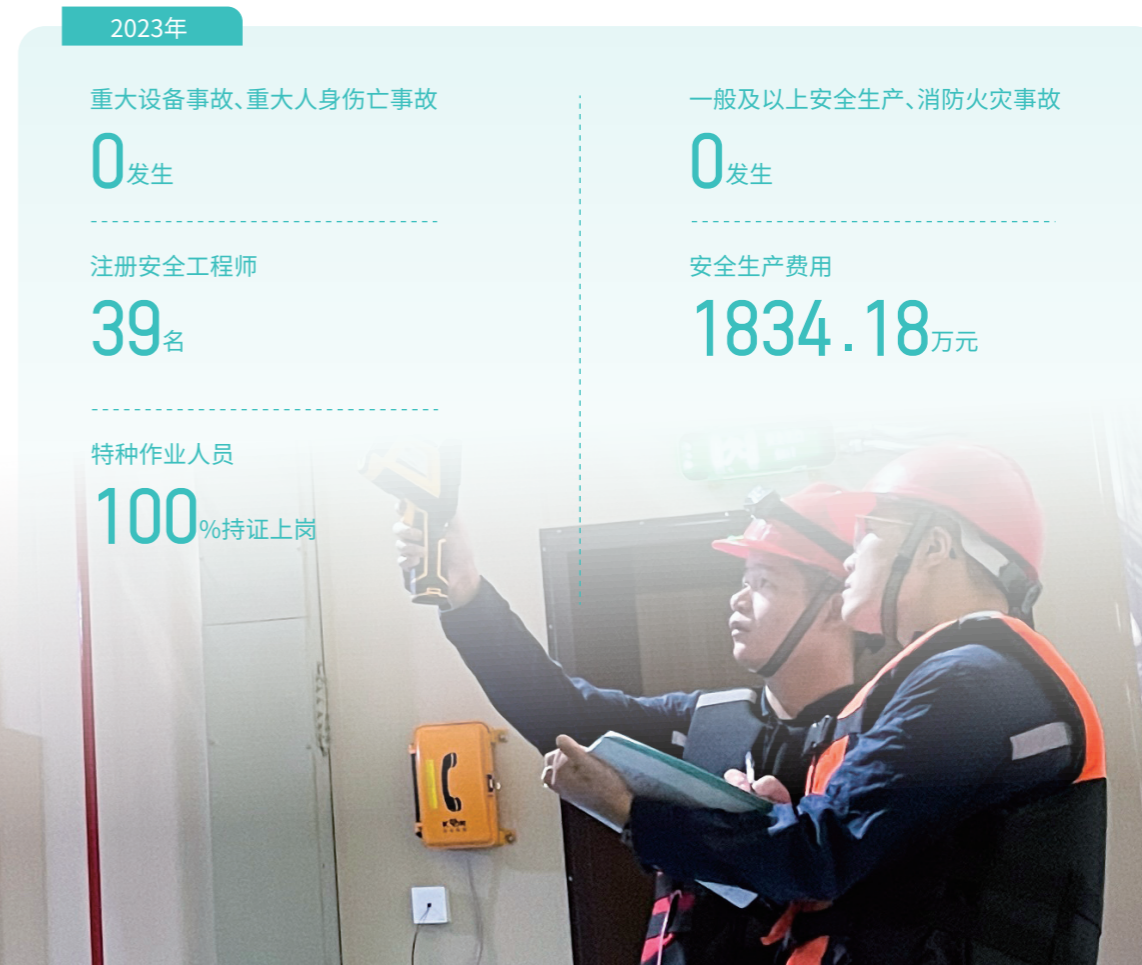 2023年
重大设备事故、重大人身伤亡事故
0发生
注册安全工程师
39名
特种作业人员
100%持证上岗
一般及以上安全生产、消防火灾事故
0发生
安全生产费用
1834.18万元